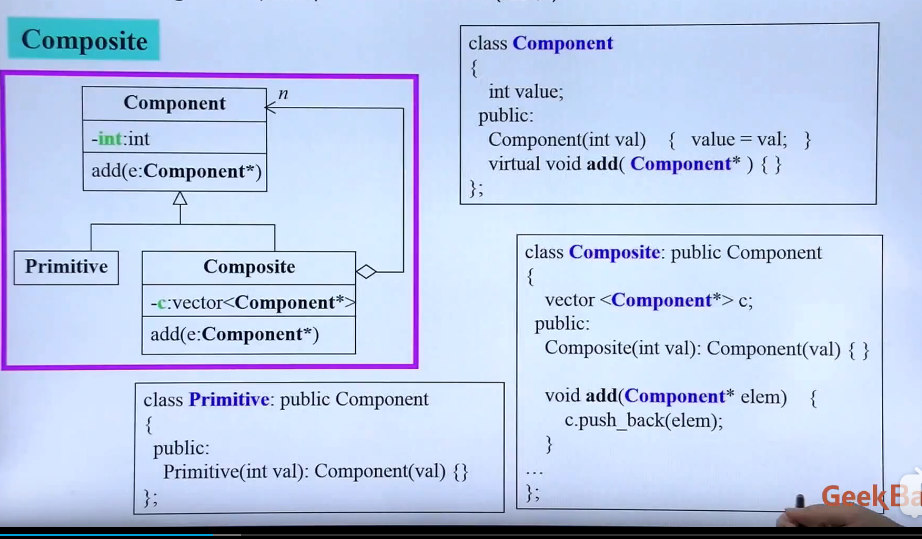 Composite
Component
n
-int:int
add(e:Component*)
Primitive
Composite
-c:vector<Component*>
add(e:Component*)
class Component
{
int value;
public:
Component(int val) { value = val; }
virtual void add( Component* ) { }
};
class Composite: public Component
{
vector <Component*> c;
public:
Composite(int val): Component(val) { }
void add(Component* elem) {
c.push_back(elem);
}
...
};
class Primitive: public Component
{
public:
Primitive(int val): Component(val) {}
};